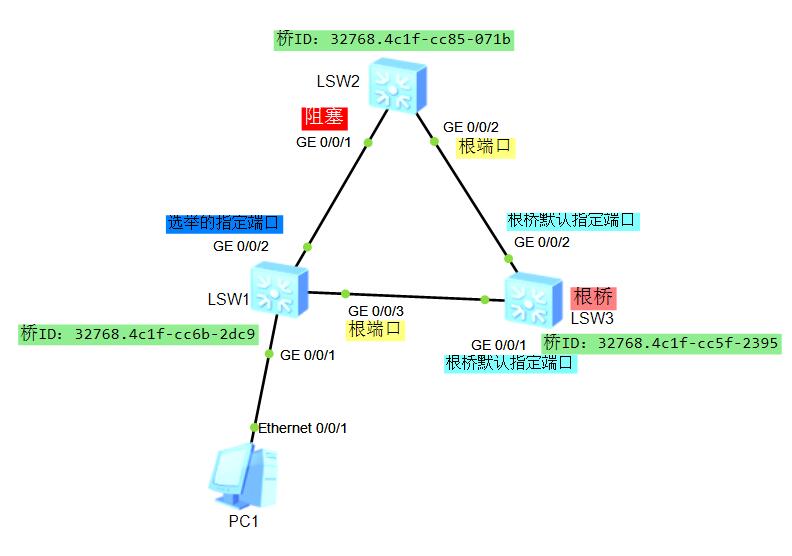 桥ID: 32768.4c1f-cc85-071b
LSW2
阻塞
GE 0/0/1
GE 0/0/2
根端口
选举的指定端口
GE 0/0/2
根桥默认指定端口
GE 0/0/2
LSW1
GE 0/0/3
根端口
根桥
LSW3
桥ID: 32768.4c1f-cc6b-2dc9
GE 0/0/1
GE 0/0/1
桥ID: 32768.4c1f-cc5f-2395
根桥默认指定端口
Ethernet 0/0/1
PC1